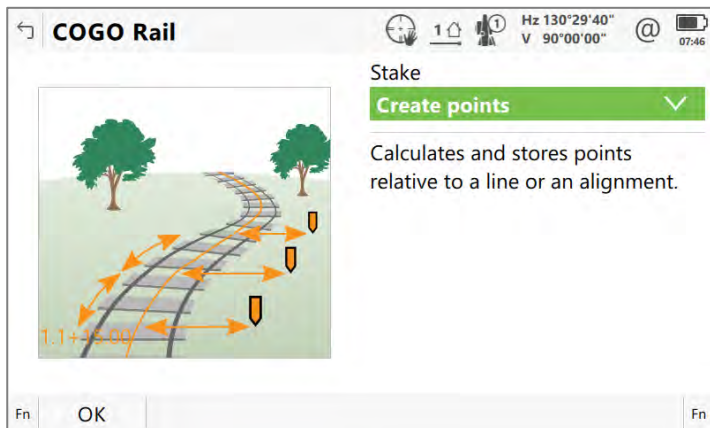 COGO Rail
1
1
Hz 130°29'40"
V 90°00'00"
@
07:46
Stake
Create points
Calculates and stores points
relative to a line or an alignment.
1.1+15.00
Fn
OK
Fn